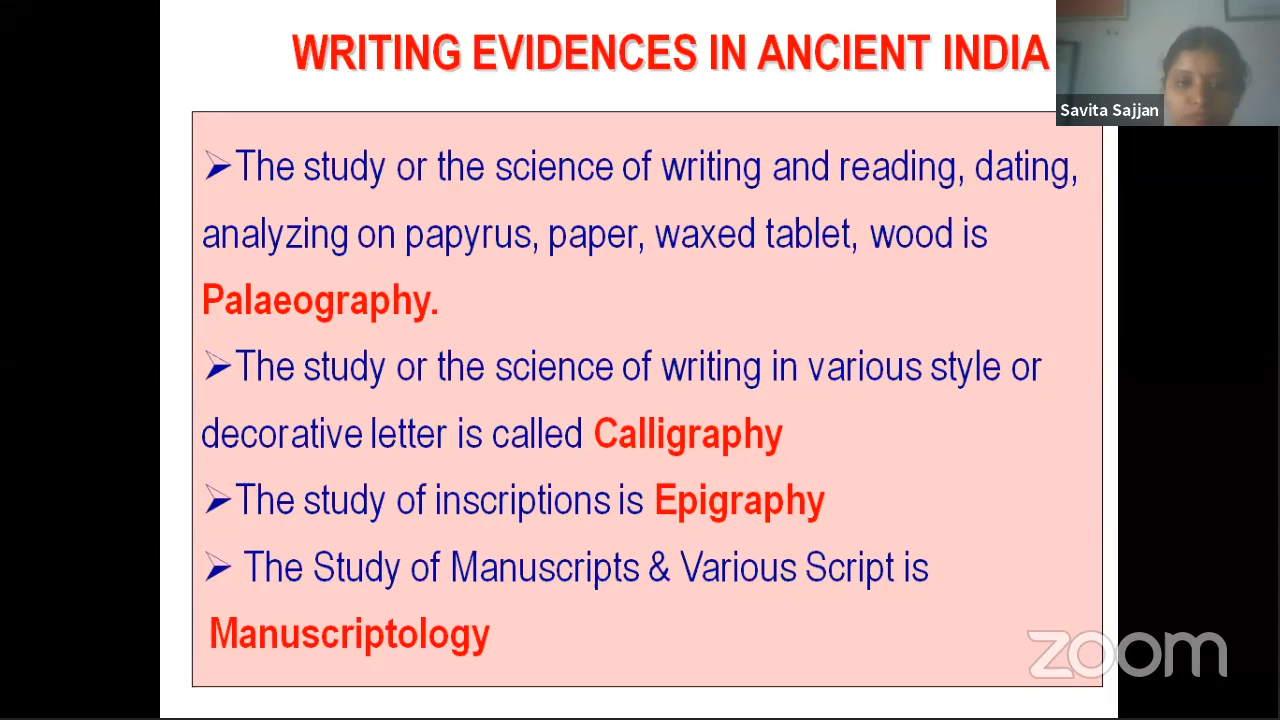 WRITING EVIDENCES IN ANCIENT INDIA
Savita Sajjan
➢The study or the science of writing and reading, dating,
analyzing on papyrus, paper, waxed tablet, wood is
Palaeography.
➢The study or the science of writing in various style or
decorative letter is called Calligraphy
➢The study of inscriptions is Epigraphy
➢ The Study of Manuscripts & Various Script is
Manuscriptology
zoom